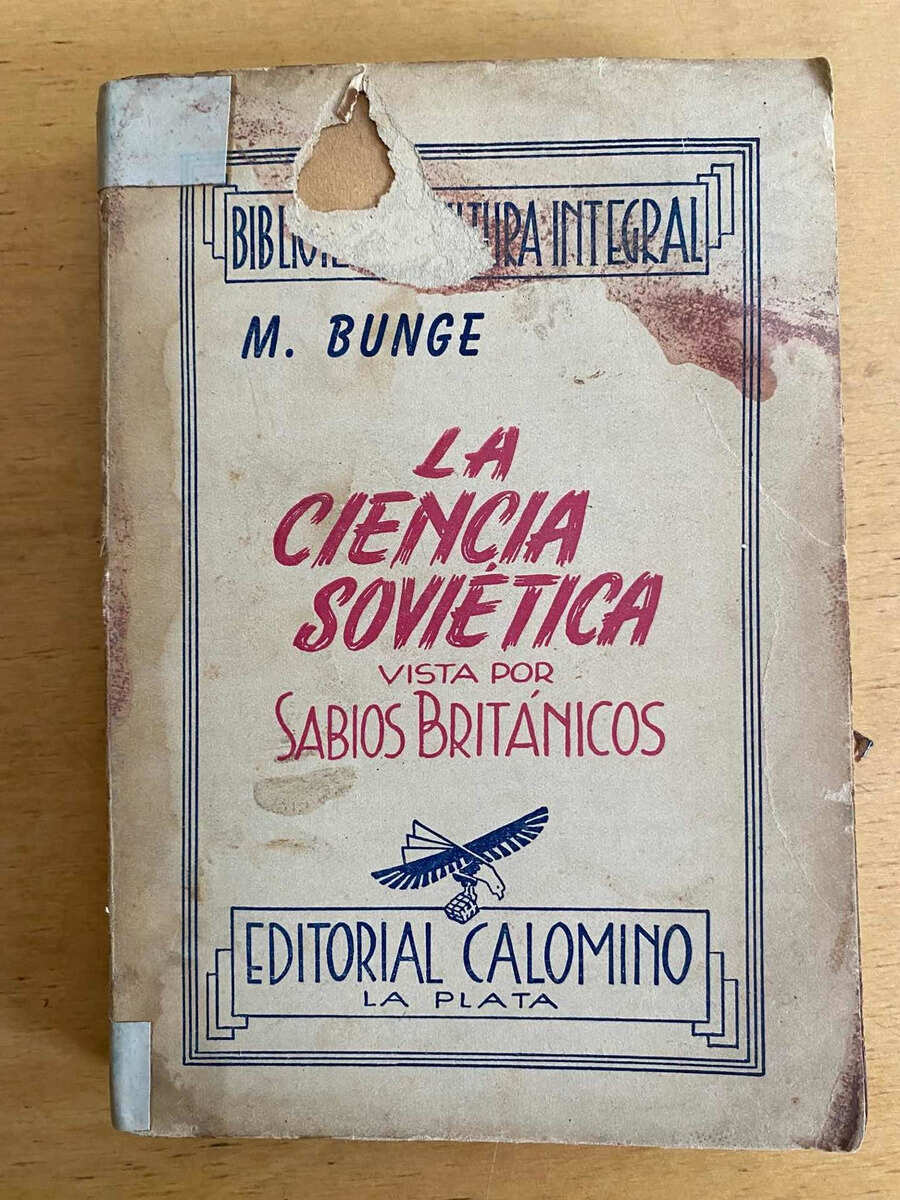 INTEGRAL
M. BUNGE
LA
CIENCIA
SOVIÉTICA
VISTA POR
SABIOS BRITÁNICOS
EDITORIAL CALOMINO
LA PLATA